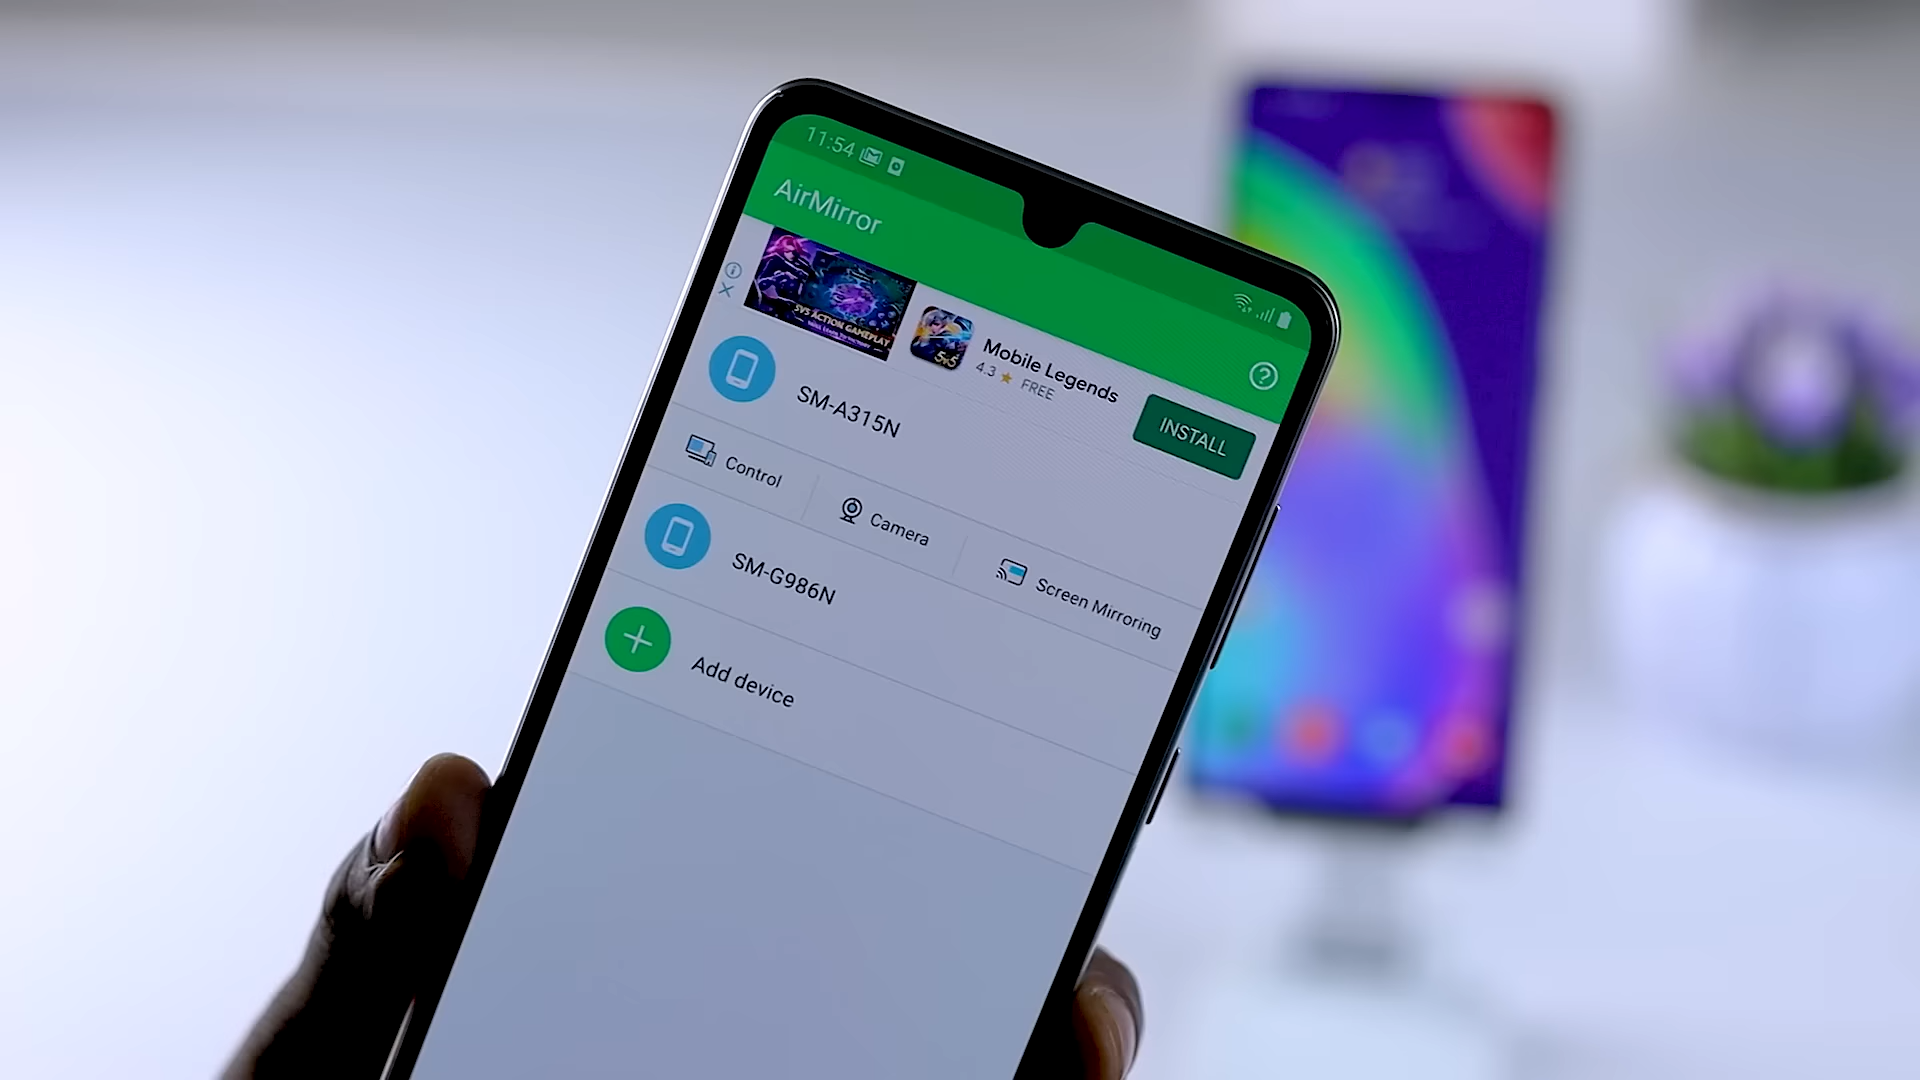 11:54
AirMirror
5V5 ACTION GAMEPLAY
5v5
Mobile Legends
4.3 ★ FREE
INSTALL
SM-A315N
Control
Camera
Screen Mirroring
SM-G986N
Add device